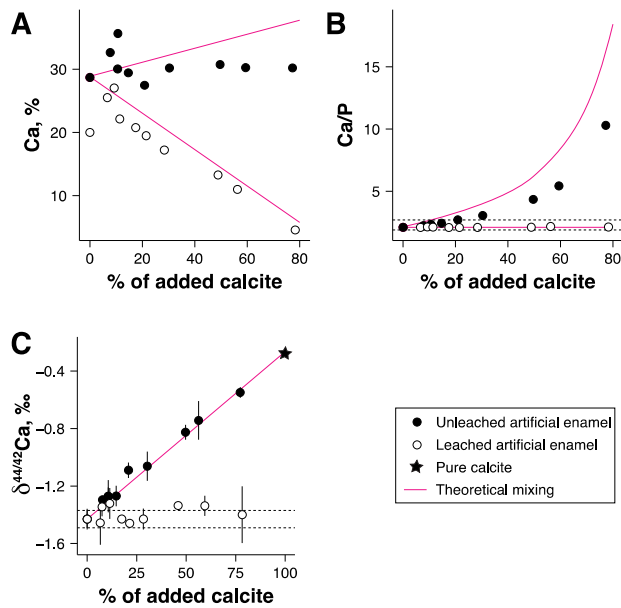 A
Ca, %
30
20
10
0 20 40 60 80
% of added calcite
B
Ca/P
15
10
5
0 20 40 60 80
% of added calcite
C
δ44/42Ca, ‰
−0.4
−0.8
−1.2
−1.6
0 25 50 75 100
% of added calcite
Unleached artificial enamel
Leached artificial enamel
Pure calcite
Theoretical mixing